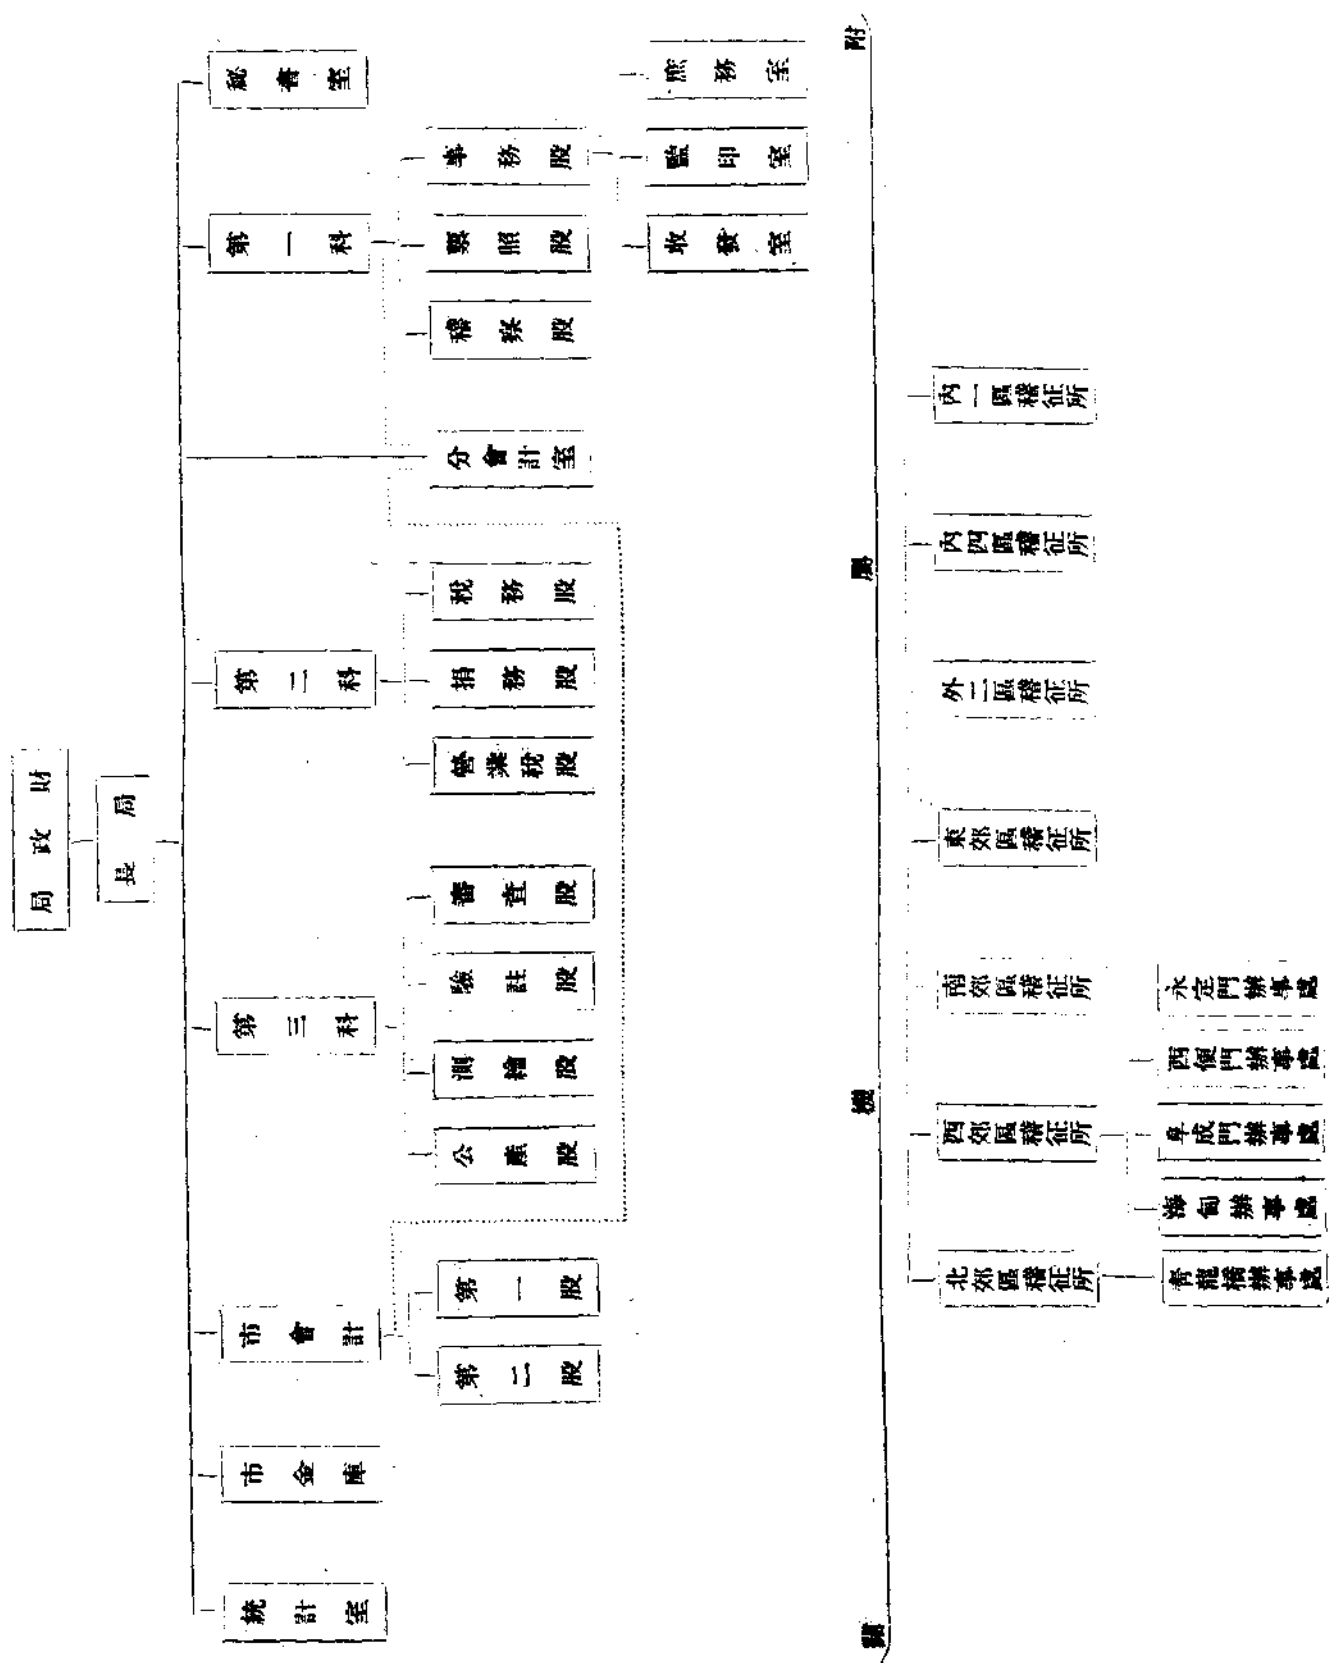 財政局
局長
秘書室
第一科
事務股
庶務室
監印室
收發室
票照股
稽察股
分會計室
第二科
稅務股
捐務股
營業稅股
第三科
審查股
驗註股
測繪股
公產股
市會計
第一股
第二股
市金庫
統計室
附屬機關
內一區稽征所
內四區稽征所
外二區稽征所
東郊區稽征所
南郊區稽征所
永定門辦事處
西郊區稽征所
西便門辦事處
阜成門辦事處
海甸辦事處
北郊區稽征所
青龍橋辦事處